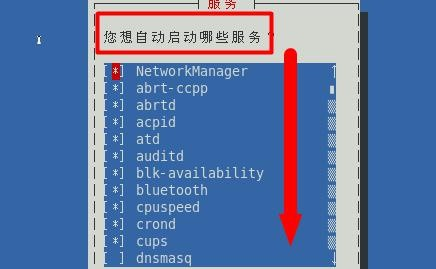 服务
您想自动启动哪些服务？
[*] NetworkManager
[*] abrt-ccpp
[*] abrtd
[*] acpid
[*] atd
[*] auditd
[*] blk-availability
[*] bluetooth
[*] cpuspeed
[*] crond
[*] cups
[ ] dnsmasq